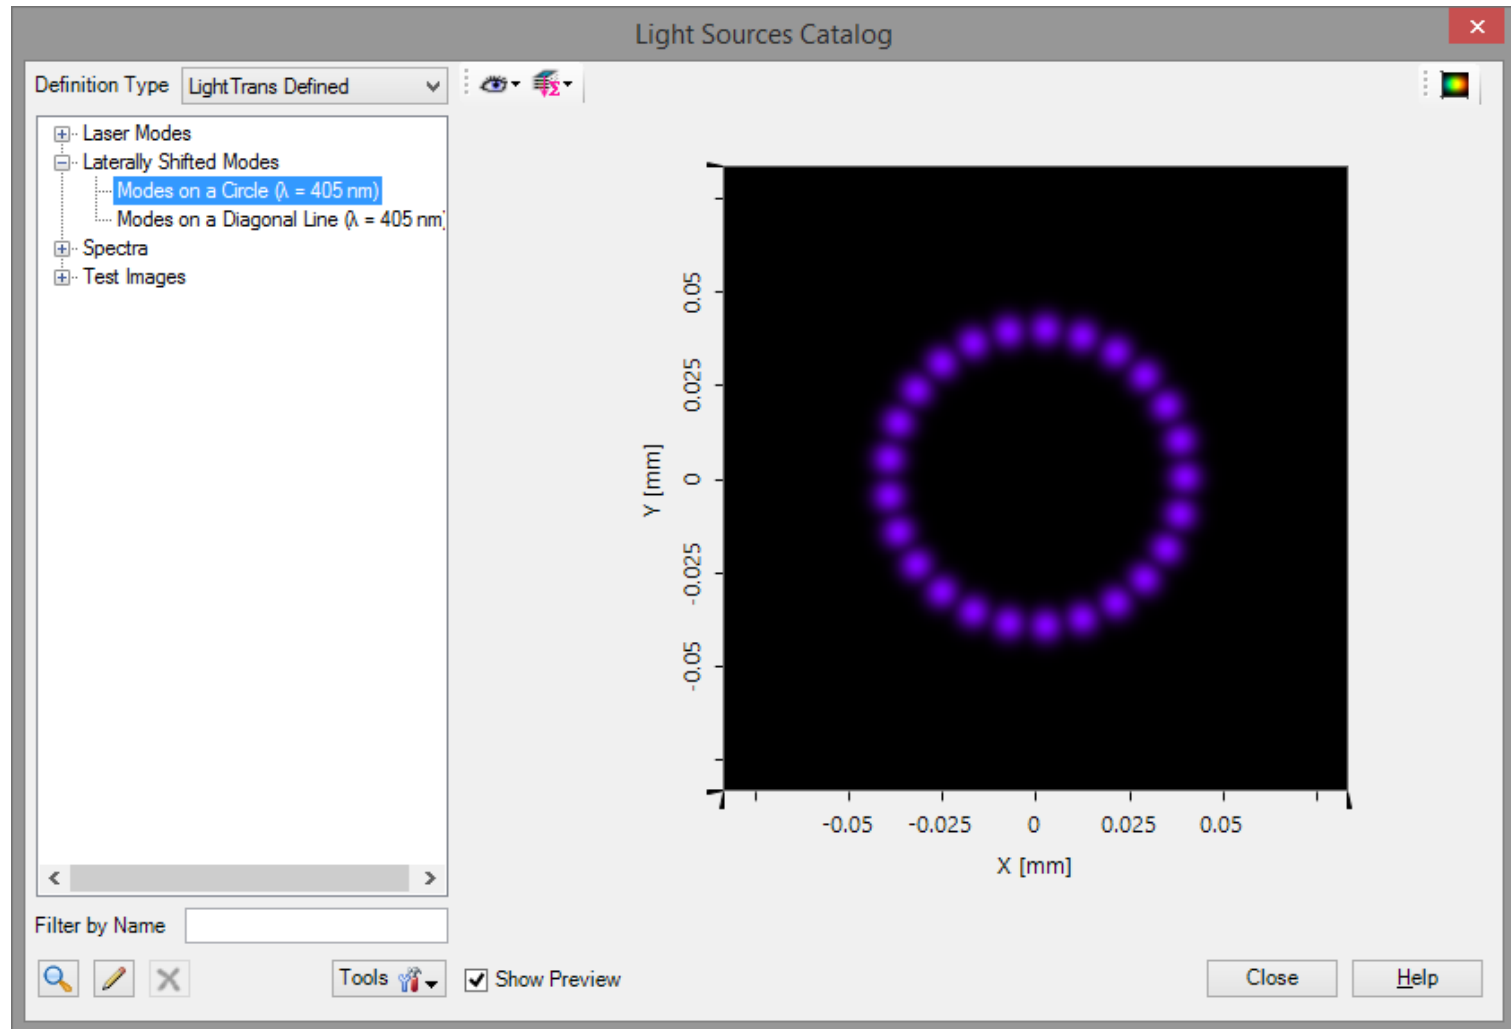 Light Sources Catalog
Definition Type LightTrans Defined
Laser Modes
Laterally Shifted Modes
Modes on a Circle (λ = 405 nm)
Modes on a Diagonal Line (λ = 405 nm)
Spectra
Test Images
0.05
0.025
0
-0.025
-0.05
Y [mm]
-0.05 -0.025 0 0.025 0.05
X [mm]
Filter by Name
Tools
Show Preview
Close Help